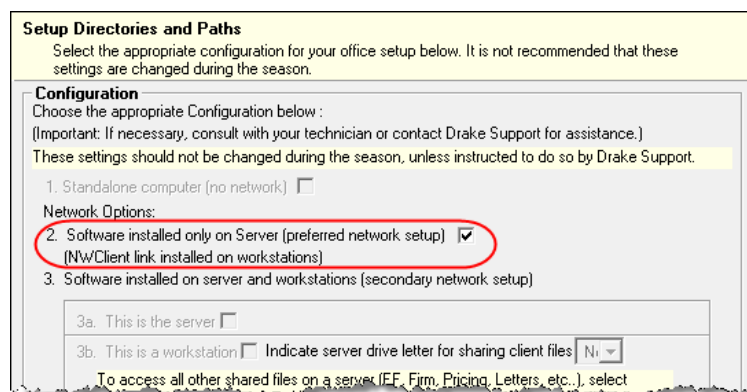 Setup Directories and Paths
Select the appropriate configuration for your office setup below. It is not recommended that these
settings are changed during the season.
Configuration
Choose the appropriate Configuration below :
(Important: If necessary, consult with your technician or contact Drake Support for assistance.)
These settings should not be changed during the season, unless instructed to do so by Drake Support.
1. Standalone computer (no network)
Network Options:
2. Software installed only on Server (preferred network setup)
(NWClient link installed on workstations)
3. Software installed on server and workstations (secondary network setup)
3a. This is the server
3b. This is a workstation Indicate server drive letter for sharing client files
To access all other shared files on a server (EF, Firm, Pricing, Letters, etc..), select